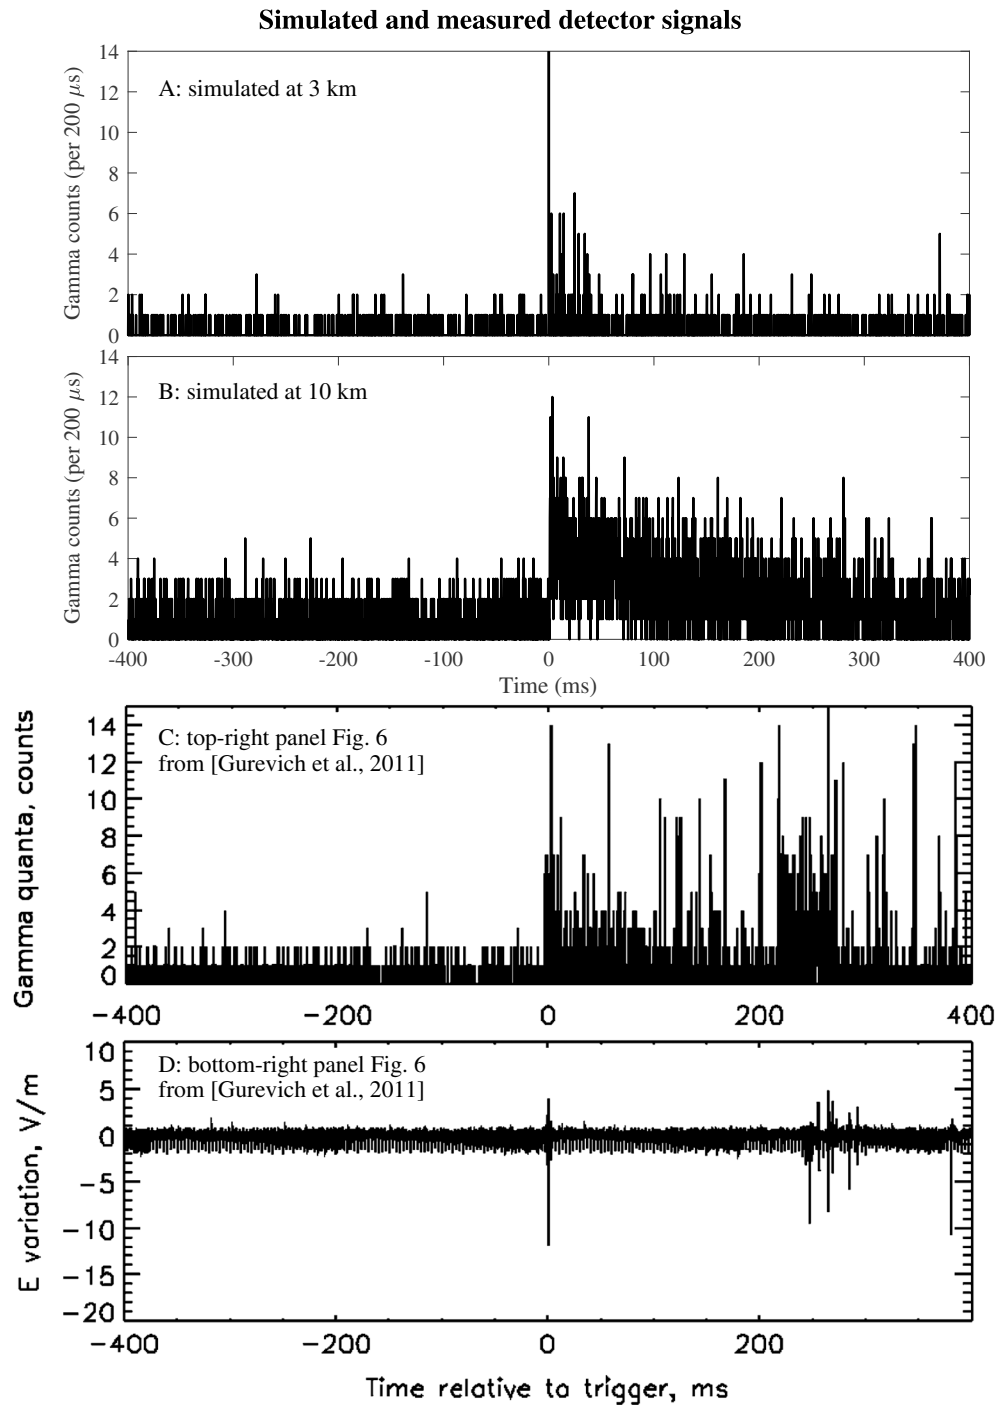 Simulated and measured detector signals
Gamma counts (per 200 μs)
14
12
10
8
6
4
2
0
A: simulated at 3 km
Gamma counts (per 200 μs)
14
12
10
8
6
4
2
0
B: simulated at 10 km
-400 -300 -200 -100 0 100 200 300 400
Time (ms)
Gamma quanta, counts
14
12
10
8
6
4
2
0
C: top-right panel Fig. 6
from [Gurevich et al., 2011]
-400 -200 0 200 400
E variation, V/m
10
5
0
-5
-10
-15
-20
D: bottom-right panel Fig. 6
from [Gurevich et al., 2011]
-400 -200 0 200
Time relative to trigger, ms